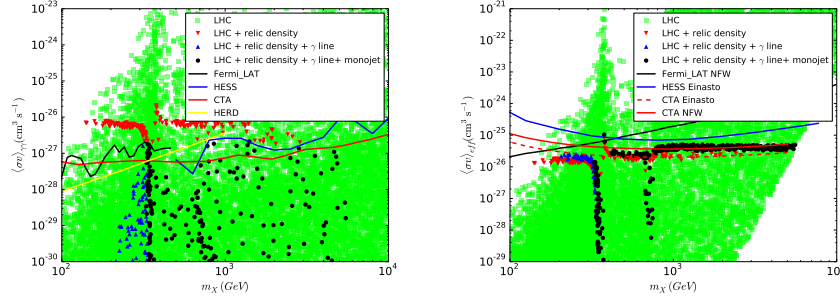 10^-23
10^-24
10^-25
10^-26
10^-27
10^-28
10^-29
10^-30
⟨σv⟩_γγ(cm³ s⁻¹)
LHC
LHC + relic density
LHC + relic density + γ line
LHC + relic density + γ line+ monojet
Fermi_LAT
HESS
CTA
HERD
10^2
10^3
10^4
m_X (GeV)
10^-21
10^-22
10^-23
10^-24
10^-25
10^-26
10^-27
10^-28
10^-29
⟨σv⟩_eff(cm³ s⁻¹)
LHC
LHC + relic density
LHC + relic density + γ line
LHC + relic density + γ line+ monojet
Fermi_LAT NFW
HESS Einasto
CTA Einasto
CTA NFW
10^2
10^3
m_X (GeV)